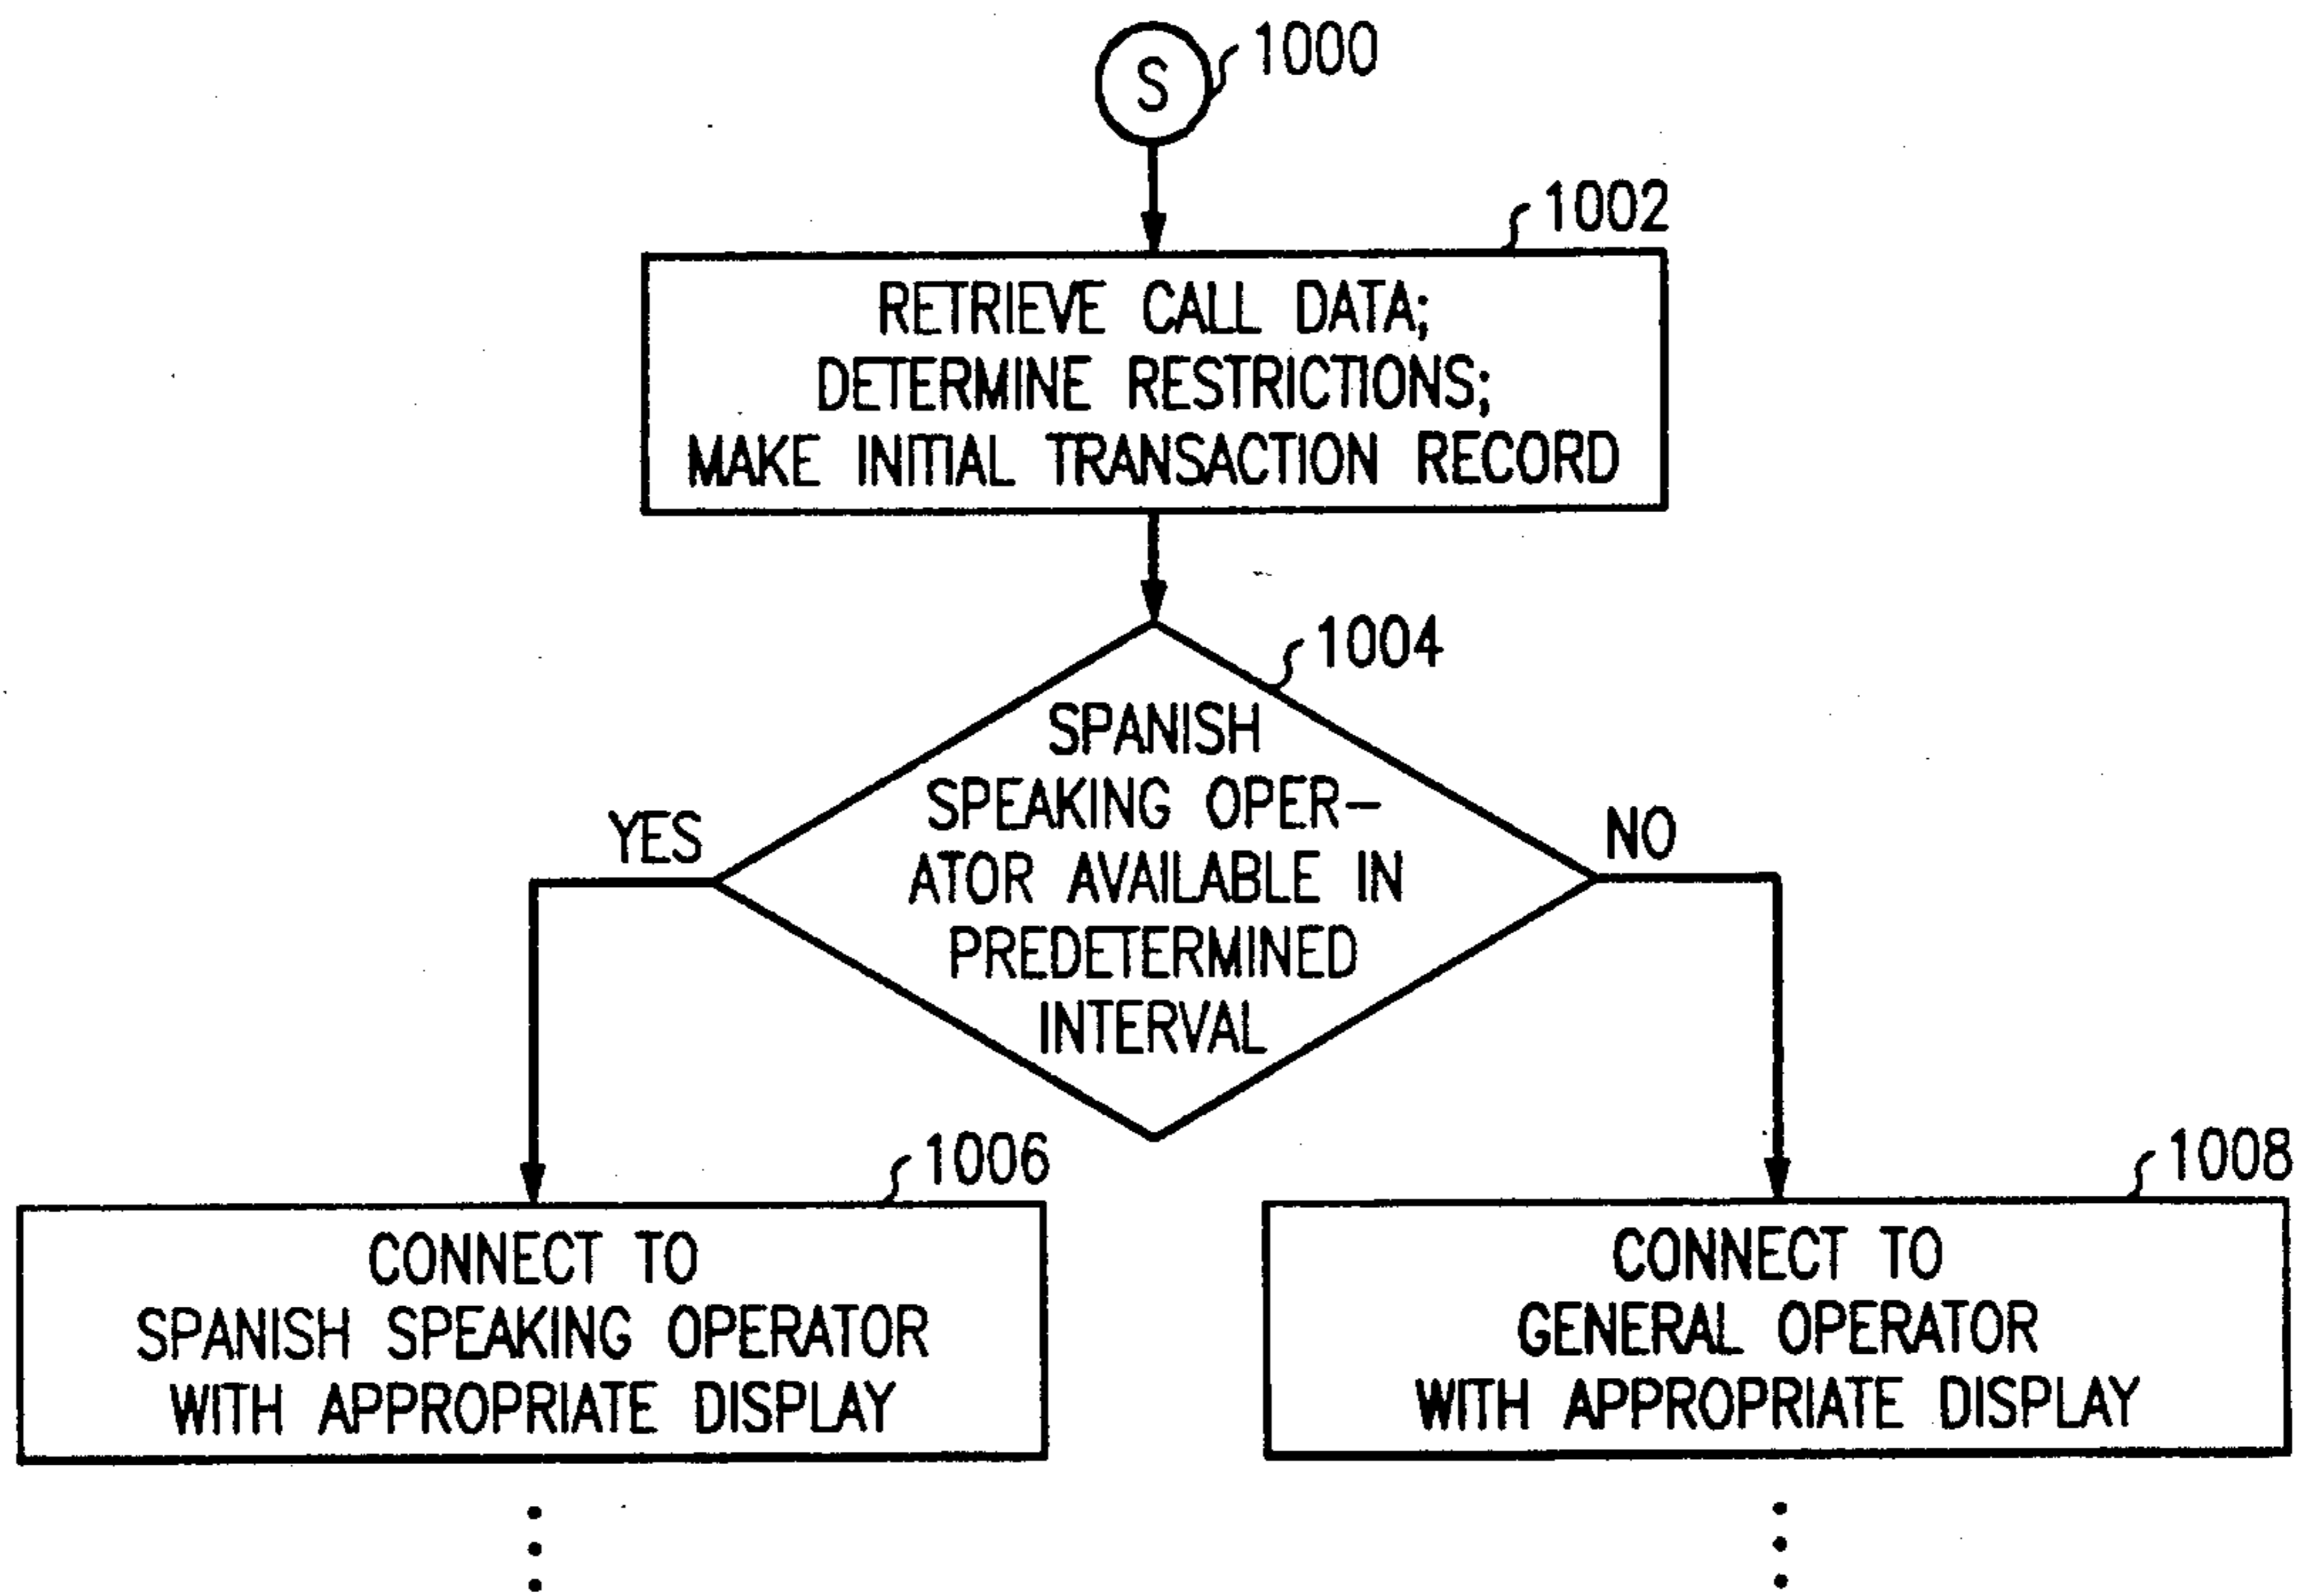 S
1000
1002
RETRIEVE CALL DATA;
DETERMINE RESTRICTIONS;
MAKE INITIAL TRANSACTION RECORD
1004
SPANISH
SPEAKING OPER-
ATOR AVAILABLE IN
PREDETERMINED
INTERVAL
YES
NO
1006
CONNECT TO
SPANISH SPEAKING OPERATOR
WITH APPROPRIATE DISPLAY
1008
CONNECT TO
GENERAL OPERATOR
WITH APPROPRIATE DISPLAY